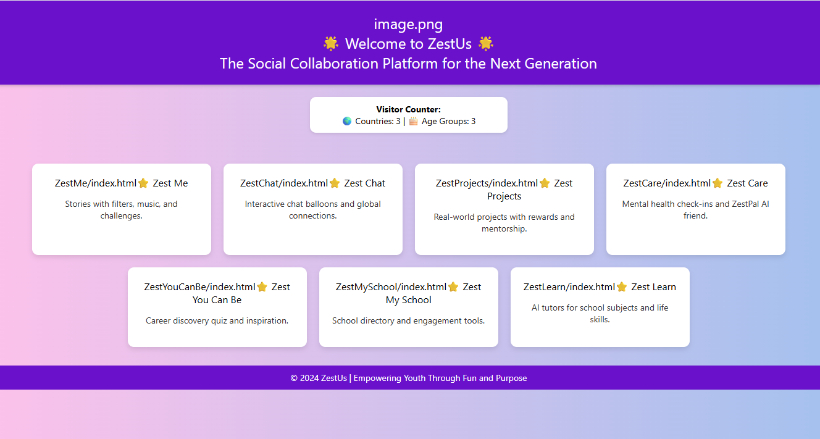 image.png
🌟 Welcome to ZestUs 🌟
The Social Collaboration Platform for the Next Generation
Visitor Counter:
🌍 Countries: 3 | 👶 Age Groups: 3
ZestMe/index.html⭐ Zest Me
Stories with filters, music, and
challenges.
ZestChat/index.html⭐ Zest Chat
Interactive chat balloons and global
connections.
ZestProjects/index.html⭐ Zest
Projects
Real-world projects with rewards and
mentorship.
ZestCare/index.html⭐ Zest Care
Mental health check-ins and ZestPal AI
friend.
ZestYouCanBe/index.html⭐ Zest
You Can Be
Career discovery quiz and inspiration.
ZestMySchool/index.html⭐ Zest
My School
School directory and engagement tools.
ZestLearn/index.html⭐ Zest Learn
AI tutors for school subjects and life
skills.
© 2024 ZestUs | Empowering Youth Through Fun and Purpose